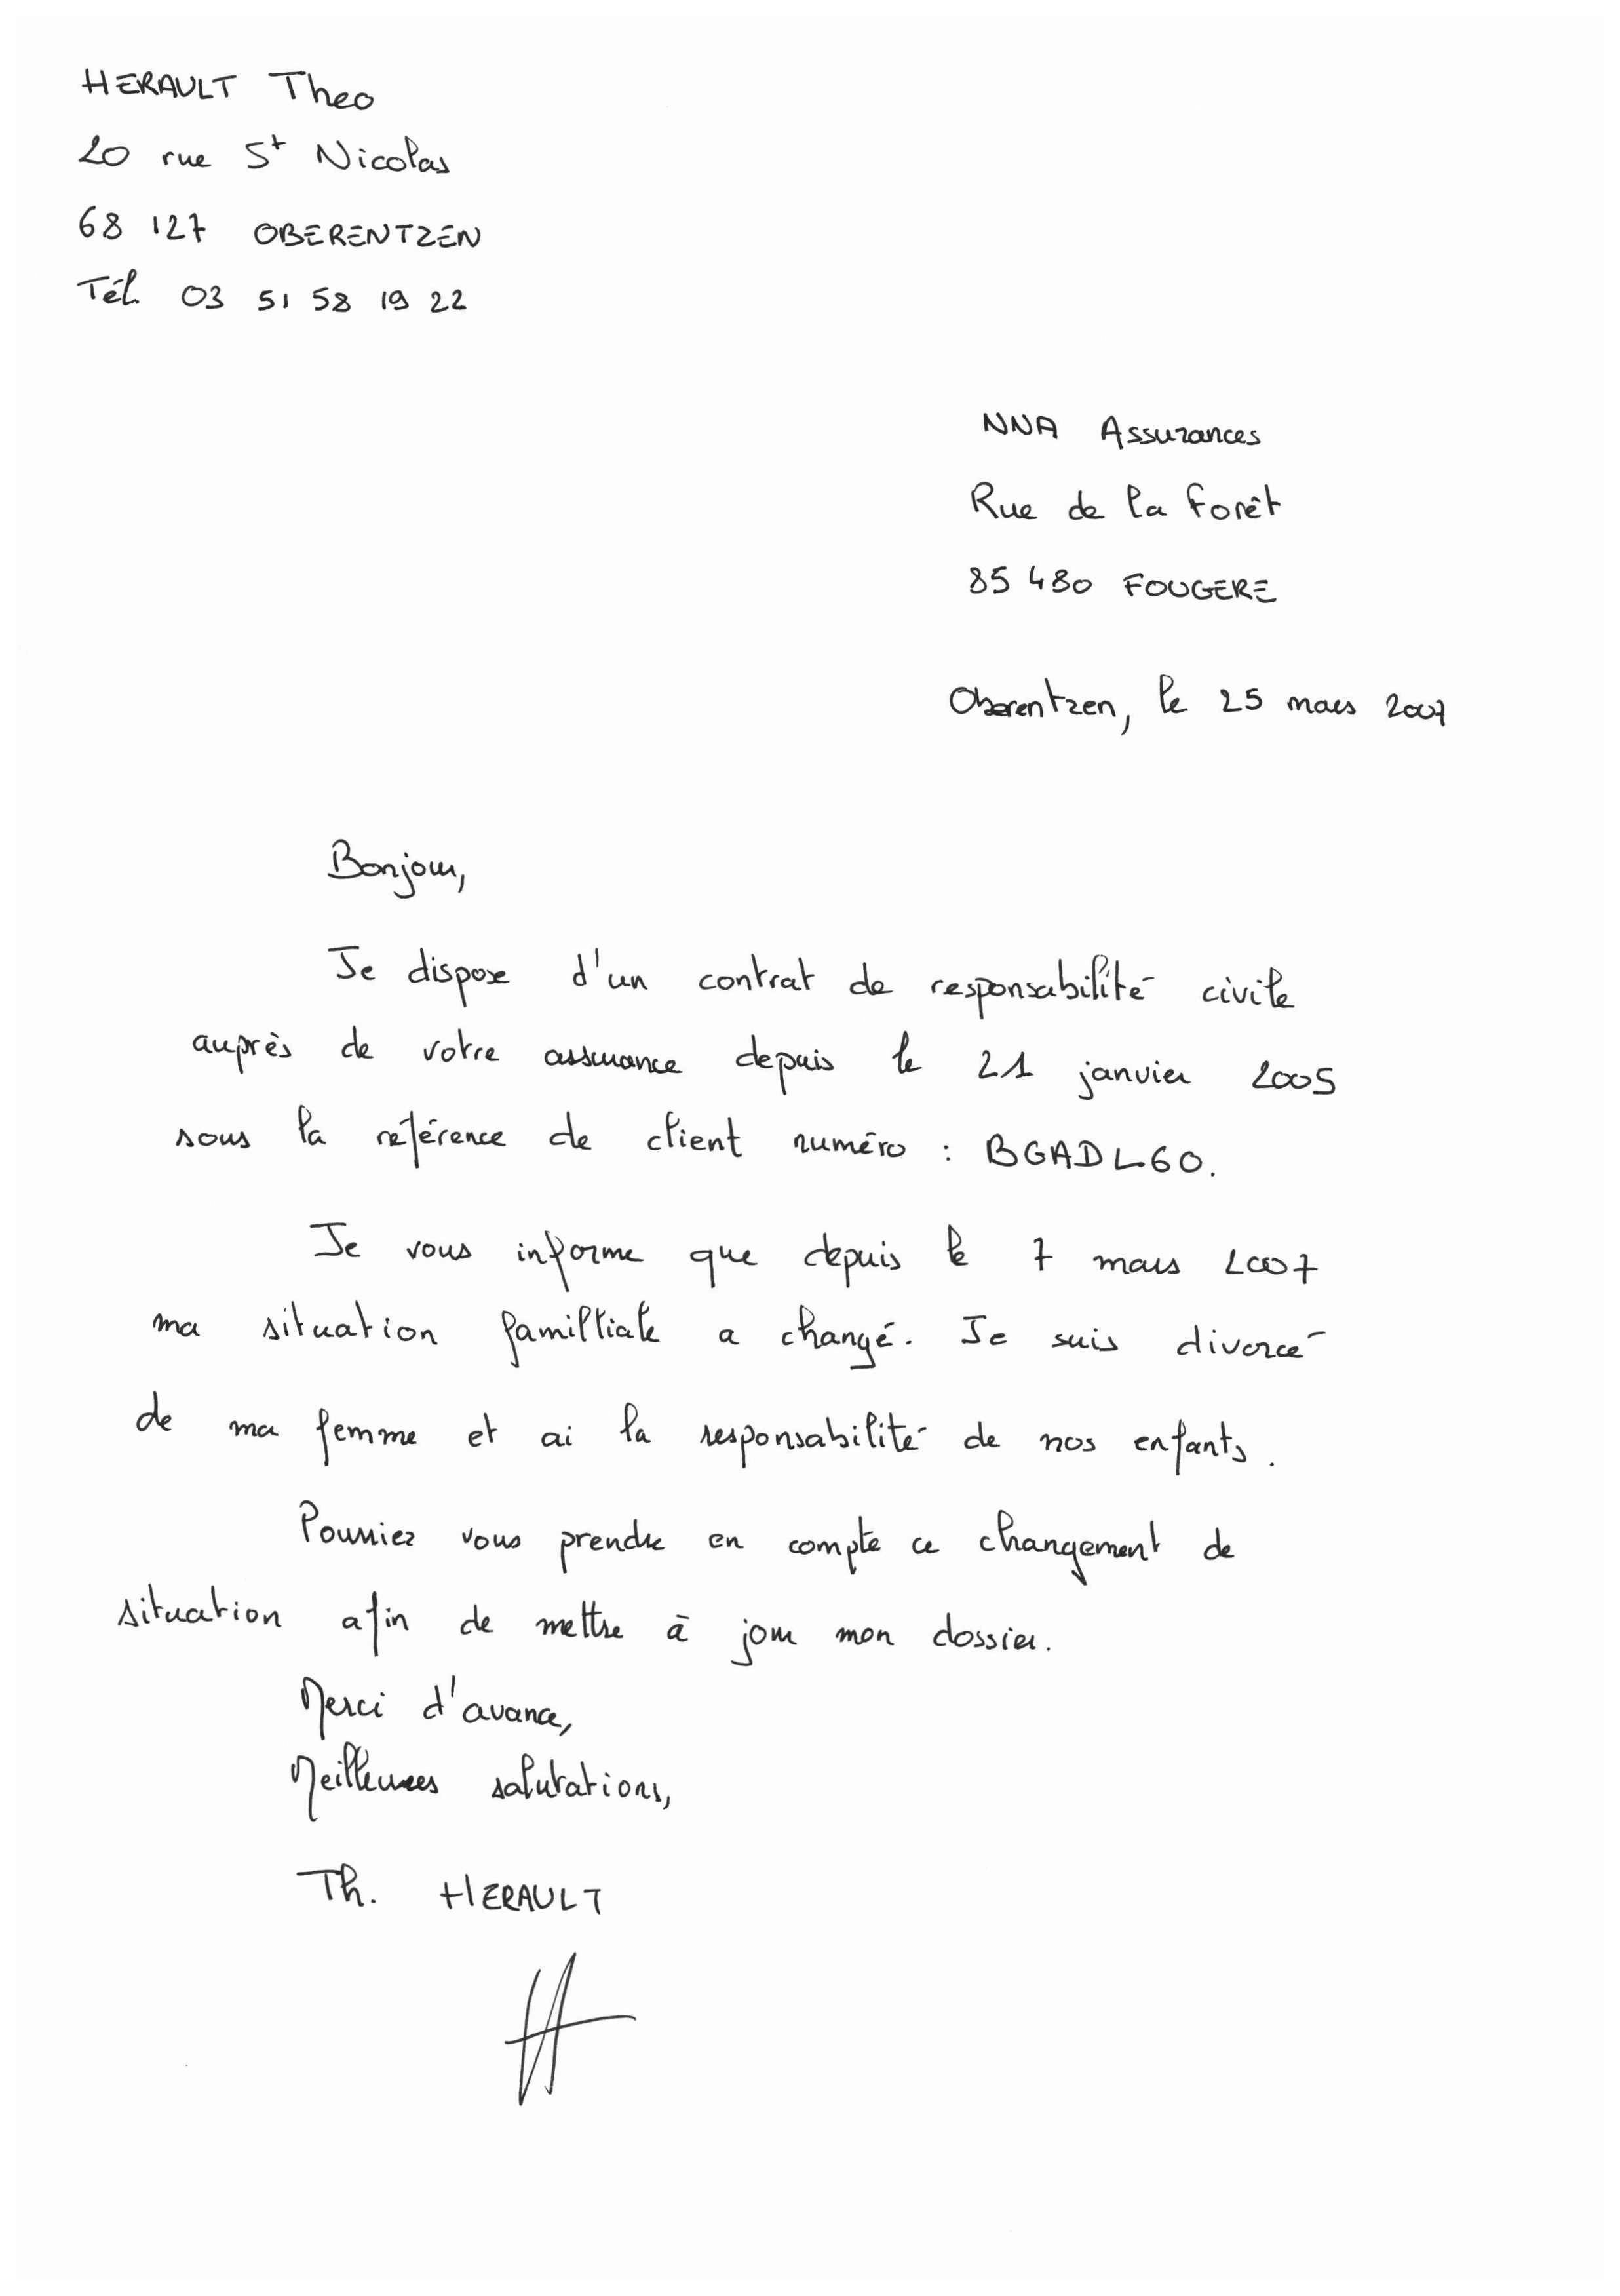 HERAULT Theo
20 rue St Nicolas
68 127 OBERENTZEN
Tél. 03 51 58 19 22
NNA Assurances
Rue de la Forêt
85 480 FOUGERE
Oberentzen, le 25 mars 2007
Bonjour,
Je dispose d'un contrat de responsabilité civile
auprès de votre assurance depuis le 21 janvier 2005
sous la référence de client numéro : BGADL60.
Je vous informe que depuis le 7 mars 2007
ma situation familliale a changé. Je suis divorcé
de ma femme et ai la responsabilité de nos enfants.
Pourriez vous prendre en compte ce changement de
situation afin de mettre à jour mon dossier.
Merci d'avance,
Meilleures salutations,
Th. HERAULT